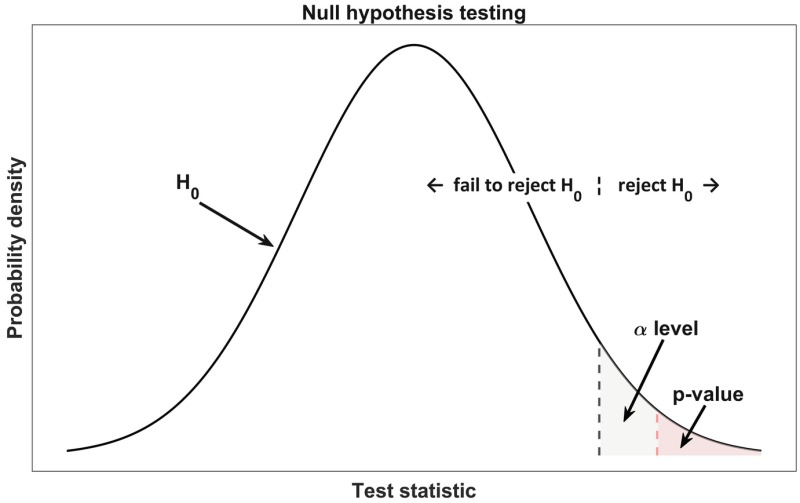 Null hypothesis testing
Probability density
H₀
← fail to reject H₀ ¦ reject H₀ →
α level
p-value
Test statistic